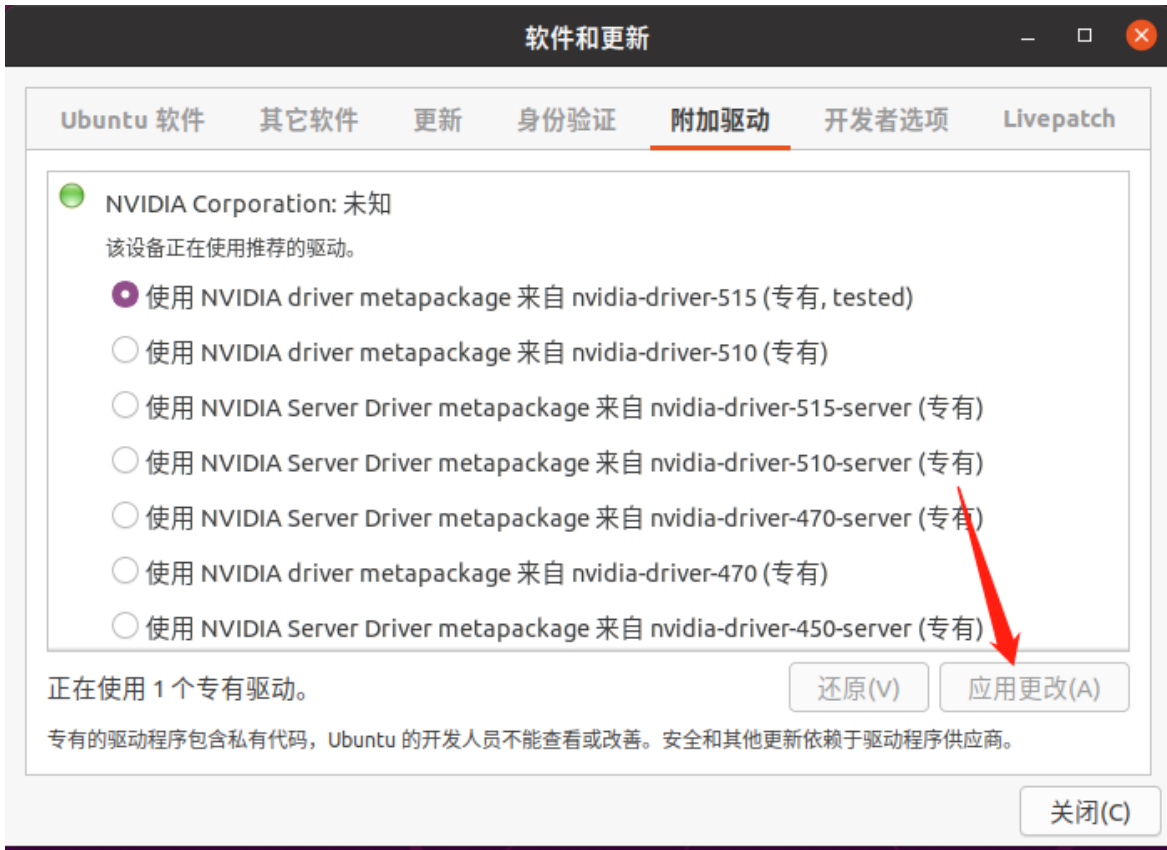 软件和更新
Ubuntu 软件 其它软件 更新 身份验证 附加驱动 开发者选项 Livepatch
NVIDIA Corporation: 未知
该设备正在使用推荐的驱动。
使用 NVIDIA driver metapackage 来自 nvidia-driver-515 (专有, tested)
使用 NVIDIA driver metapackage 来自 nvidia-driver-510 (专有)
使用 NVIDIA Server Driver metapackage 来自 nvidia-driver-515-server (专有)
使用 NVIDIA Server Driver metapackage 来自 nvidia-driver-510-server (专有)
使用 NVIDIA Server Driver metapackage 来自 nvidia-driver-470-server (专有)
使用 NVIDIA driver metapackage 来自 nvidia-driver-470 (专有)
使用 NVIDIA Server Driver metapackage 来自 nvidia-driver-450-server (专有)
正在使用 1 个专有驱动。 还原(V) 应用更改(A)
专有的驱动程序包含私有代码，Ubuntu 的开发人员不能查看或改善。安全和其他更新依赖于驱动程序供应商。
关闭(C)